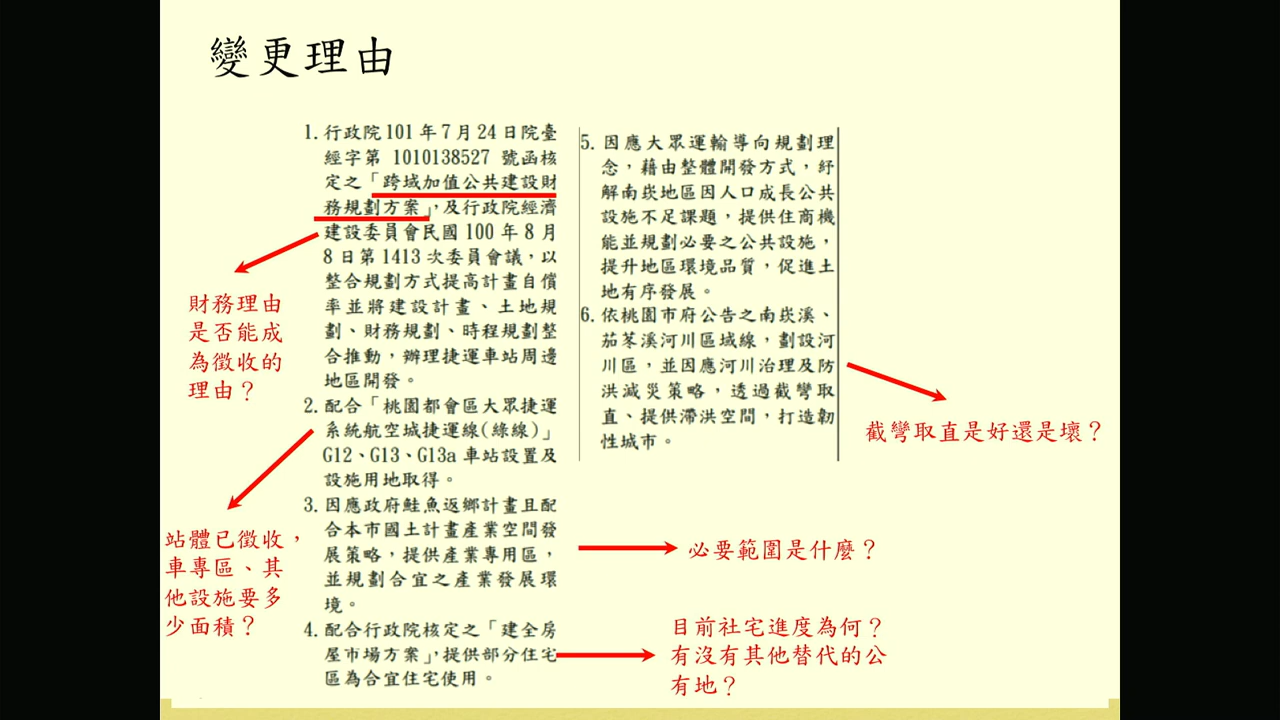 變更理由
1. 行政院 101 年 7 月 24 日院臺
經字第 1010138527 號函核
定之「跨域加值公共建設財
務規劃方案」,及行政院經濟
建設委員會民國 100 年 8 月
8 日第 1413 次委員會議，以
整合規劃方式提高計畫自償
率並將建設計畫、土地規
劃、財務規劃、時程規劃整
合推動，辦理捷運車站周邊
地區開發。
2. 配合「桃園都會區大眾捷運
系統航空城捷運線(綠線)」
G12、G13、G13a 車站設置及
設施用地取得。
3. 因應政府鮭魚返鄉計畫且配
合本市國土計畫產業空間發
展策略，提供產業專用區，
並規劃合宜之產業發展環
境。
4. 配合行政院核定之「建全房
屋市場方案」,提供部分住宅
區為合宜住宅使用。
5. 因應大眾運輸導向規劃理
念，藉由整體開發方式，紓
解南崁地區因人口成長公共
設施不足課題，提供住商機
能並規劃必要之公共設施，
提升地區環境品質，促進土
地有序發展。
6. 依桃園市府公告之南崁溪、
茄苳溪河川區域線，劃設河
川區，並因應河川治理及防
洪減災策略，透過截彎取
直、提供滯洪空間，打造韌
性城市。
財務理由
是否能成
為徵收的
理由？
站體已徵收，
車專區、其
他設施要多
少面積？
必要範圍是什麼？
目前社宅進度為何？
有沒有其他替代的公
有地？
截彎取直是好還是壞？